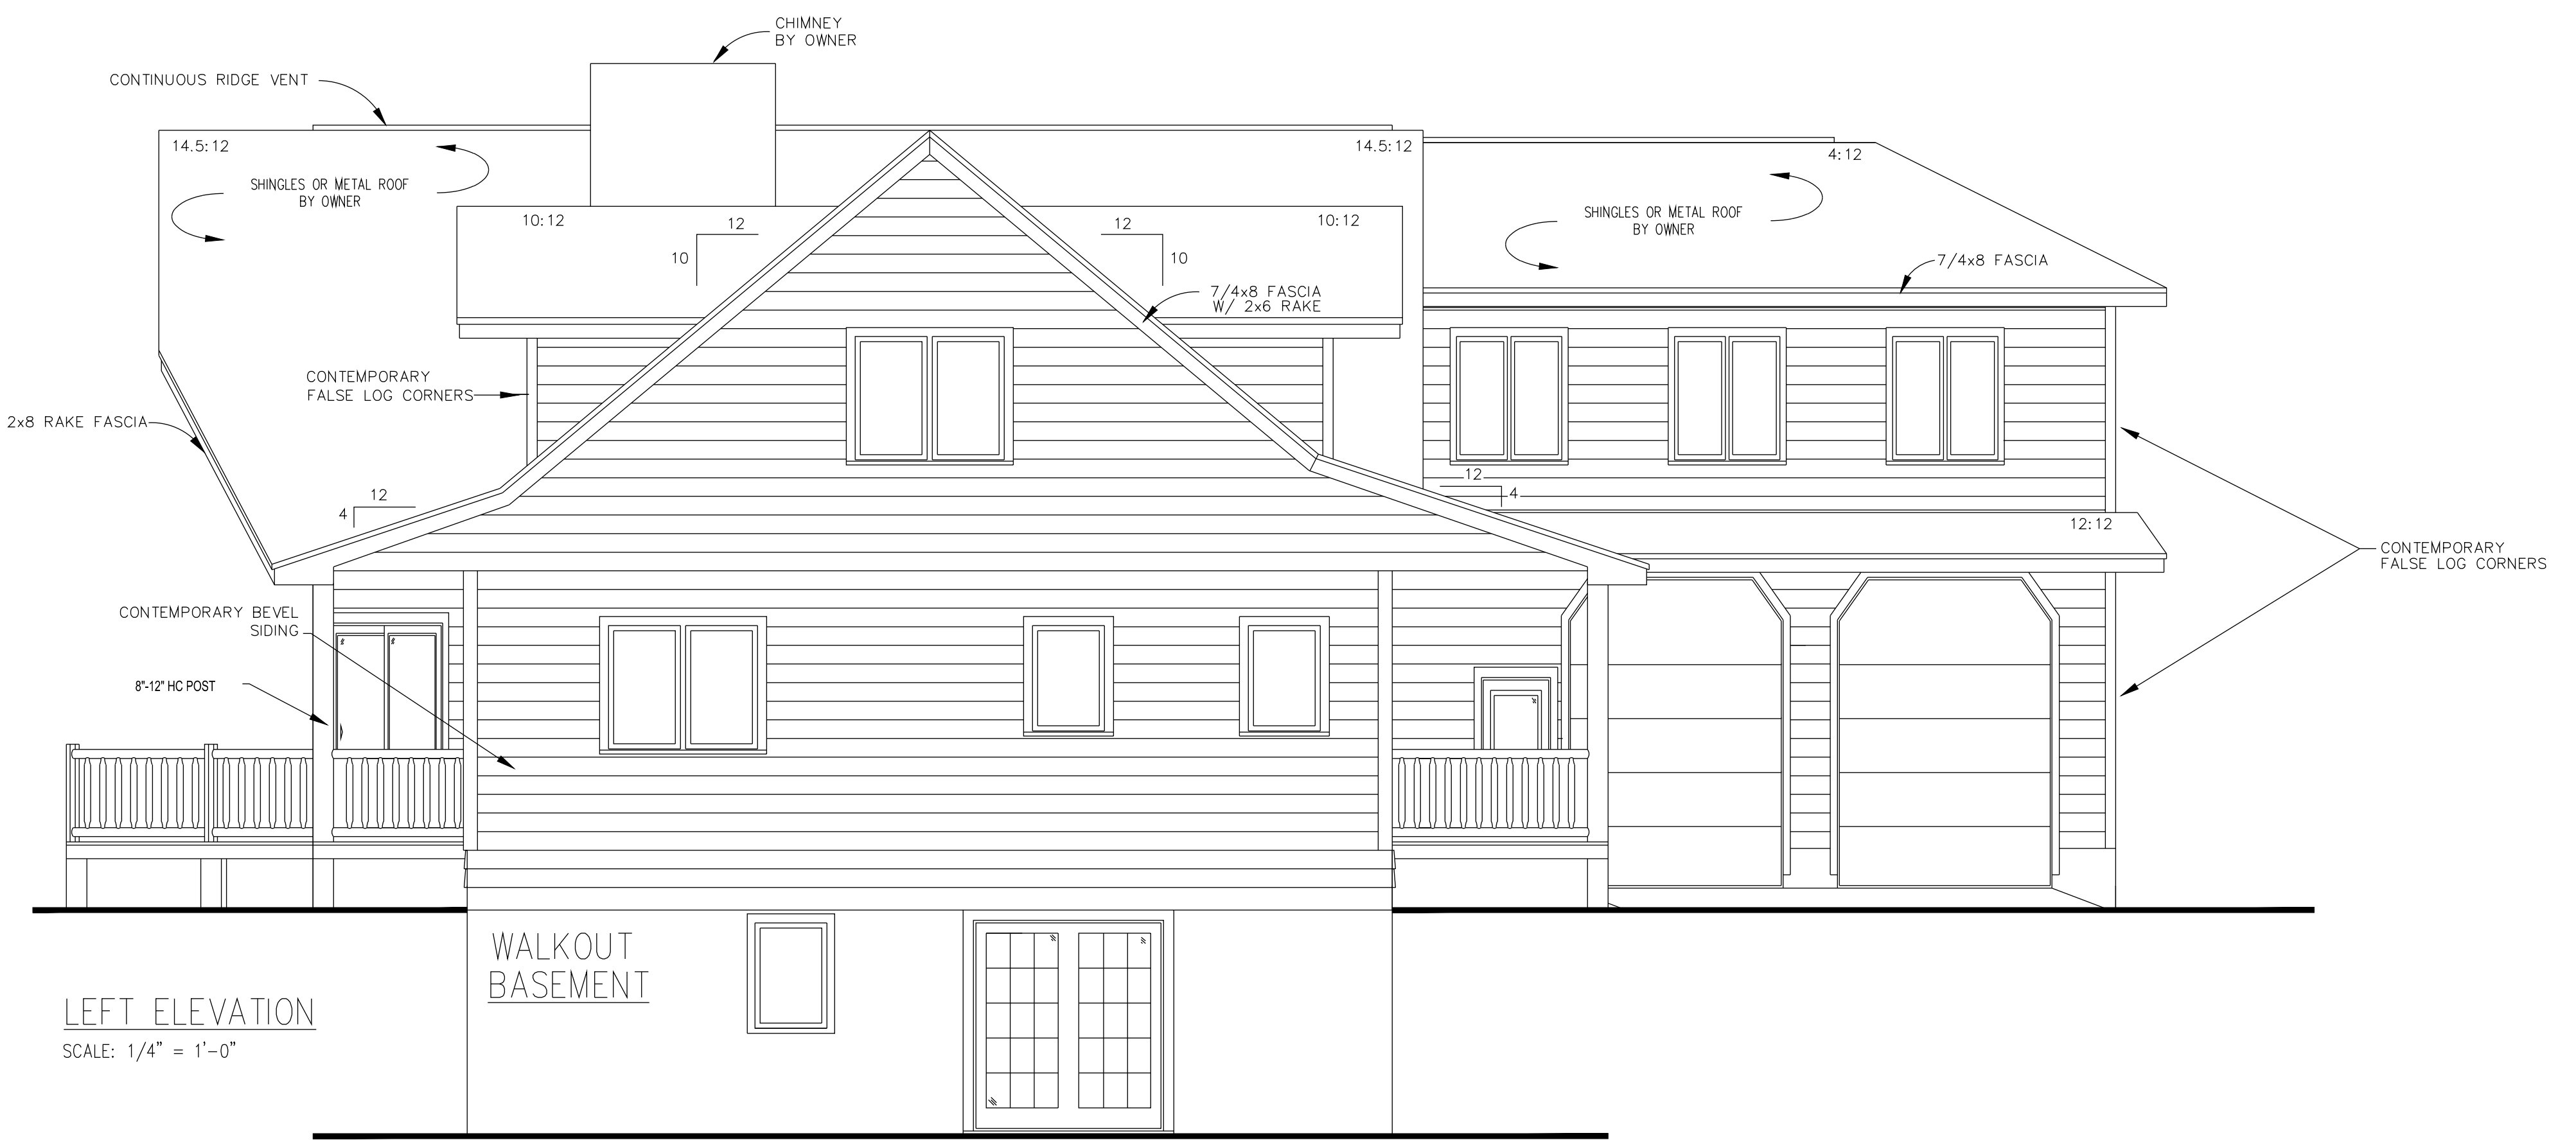 CHIMNEY
BY OWNER
CONTINUOUS RIDGE VENT
14.5:12
14.5:12
4:12
SHINGLES OR METAL ROOF
BY OWNER
10:12
12
10
12
10
10:12
SHINGLES OR METAL ROOF
BY OWNER
7/4x8 FASCIA
7/4x8 FASCIA
W/ 2x6 RAKE
CONTEMPORARY
FALSE LOG CORNERS
2x8 RAKE FASCIA
12
4
12
4
12:12
CONTEMPORARY
FALSE LOG CORNERS
CONTEMPORARY BEVEL
SIDING
8"-12" HC POST
WALKOUT
BASEMENT
LEFT ELEVATION
SCALE: 1/4" = 1'-0"